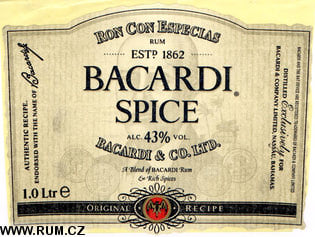 RON CON ESPECIAS
RUM
ESTD 1862
BACARDI®
SPICE
ALC. 43% VOL.
BACARDI & CO. LTD.
A Blend of BACARDI Rum
& Rich Spices
1.0 Ltr ℮
ORIGINAL RECIPE
AUTHENTIC RECIPE.
ENDORSED WITH THE NAME OF Bacardi
DISTILLED Exclusively FOR
BACARDI & COMPANY LIMITED, NASSAU, BAHAMAS.
WWW.RUM.CZ